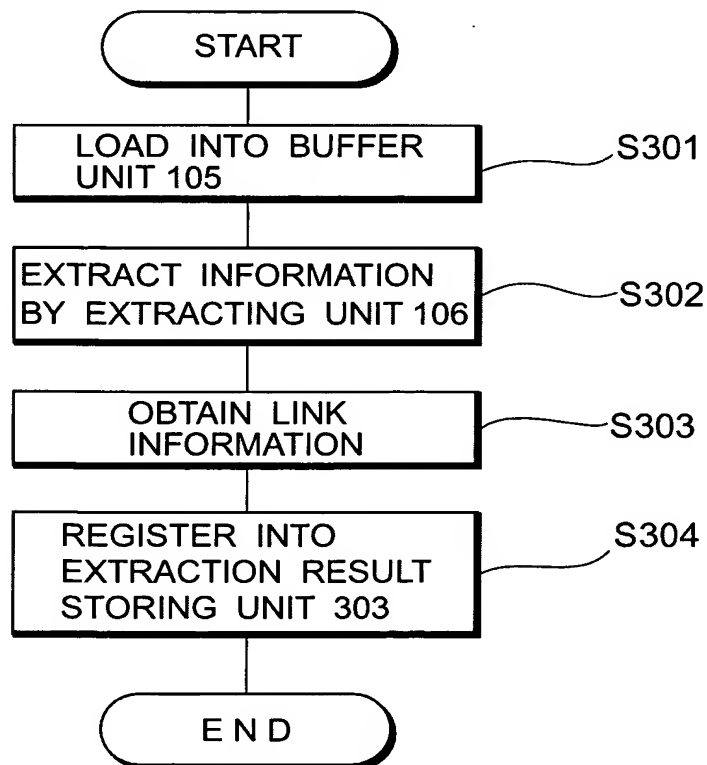 START
LOAD INTO BUFFER
UNIT 105
S301
EXTRACT INFORMATION
BY EXTRACTING UNIT 106
S302
OBTAIN LINK
INFORMATION
S303
REGISTER INTO
EXTRACTION RESULT
STORING UNIT 303
S304
END